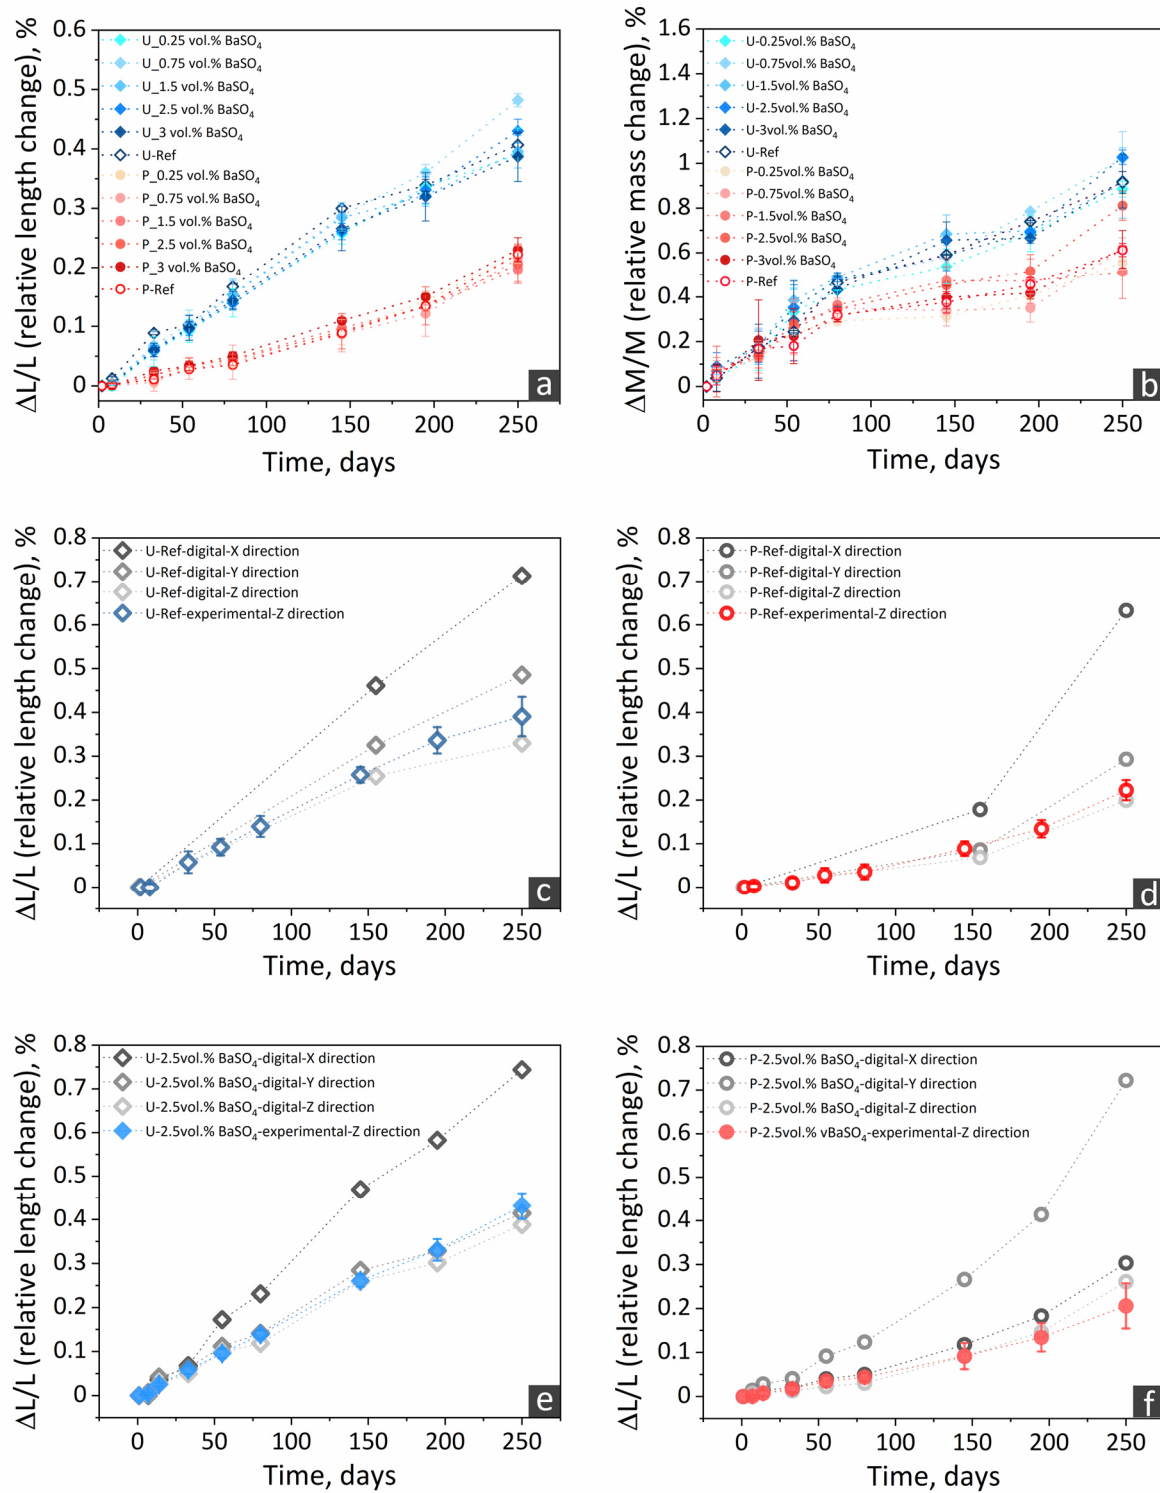 ΔL/L (relative length change), %
0.6
0.5
0.4
0.3
0.2
0.1
0
U_0.25 vol.% BaSO₄
U_0.75 vol.% BaSO₄
U_1.5 vol.% BaSO₄
U_2.5 vol.% BaSO₄
U_3 vol.% BaSO₄
U-Ref
P_0.25 vol.% BaSO₄
P_0.75 vol.% BaSO₄
P_1.5 vol.% BaSO₄
P_2.5 vol.% BaSO₄
P_3 vol.% BaSO₄
P-Ref
a
0 50 100 150 200 250
Time, days
ΔM/M (relative mass change), %
1.6
1.4
1.2
1
0.8
0.6
0.4
0.2
0
U-0.25vol.% BaSO₄
U-0.75vol.% BaSO₄
U-1.5vol.% BaSO₄
U-2.5vol.% BaSO₄
U-3vol.% BaSO₄
U-Ref
P-0.25vol.% BaSO₄
P-0.75vol.% BaSO₄
P-1.5vol.% BaSO₄
P-2.5vol.% BaSO₄
P-3vol.% BaSO₄
P-Ref
b
0 50 100 150 200 250
Time, days
ΔL/L (relative length change), %
0.8
0.7
0.6
0.5
0.4
0.3
0.2
0.1
0
U-Ref-digital-X direction
U-Ref-digital-Y direction
U-Ref-digital-Z direction
U-Ref-experimental-Z direction
c
0 50 100 150 200 250
Time, days
ΔL/L (relative length change), %
0.8
0.7
0.6
0.5
0.4
0.3
0.2
0.1
0
P-Ref-digital-X direction
P-Ref-digital-Y direction
P-Ref-digital-Z direction
P-Ref-experimental-Z direction
d
0 50 100 150 200 250
Time, days
ΔL/L (relative length change), %
0.8
0.7
0.6
0.5
0.4
0.3
0.2
0.1
0
U-2.5vol.% BaSO₄-digital-X direction
U-2.5vol.% BaSO₄-digital-Y direction
U-2.5vol.% BaSO₄-digital-Z direction
U-2.5vol.% BaSO₄-experimental-Z direction
e
0 50 100 150 200 250
Time, days
ΔL/L (relative length change), %
0.8
0.7
0.6
0.5
0.4
0.3
0.2
0.1
0
P-2.5vol.% BaSO₄-digital-X direction
P-2.5vol.% BaSO₄-digital-Y direction
P-2.5vol.% BaSO₄-digital-Z direction
P-2.5vol.% vBaSO₄-experimental-Z direction
f
0 50 100 150 200 250
Time, days